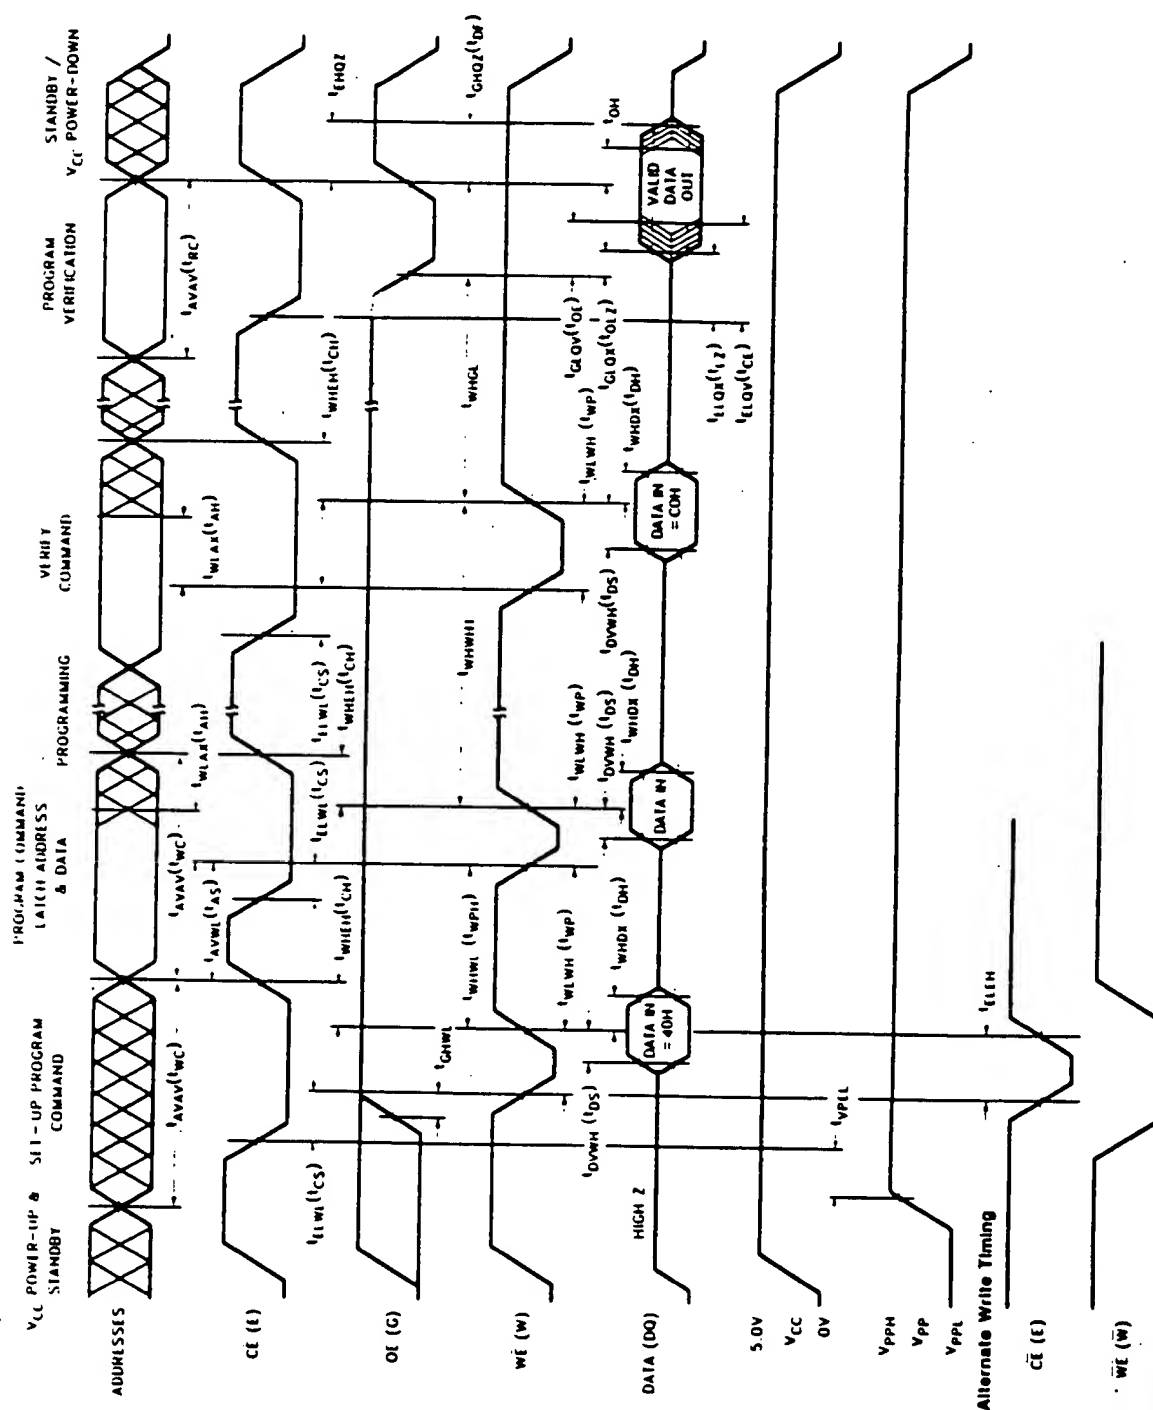 VCC POWER-UP &
STANDBY
SET-UP PROGRAM
COMMAND
PROGRAM COMMAND
LATCH ADDRESS
& DATA
PROGRAMMING
VERIFY
COMMAND
PROGRAM
VERIFICATION
STANDBY /
VCC POWER-DOWN
ADDRESSES
tAVAV(tWC)
tAVAV(tWC)
tWLAX(tAH)
tWLAX(tAH)
tAVAV(tRC)
tAVWL(tAS)
CE (E)
tELWL(tCS)
tWHEH(tCH)
tELWL(tCS)
tELWL(tCS)
tWHEH(tCH)
tWHEH(tCH)
tEHQZ
OE (G)
tGHWL
tWHWL (tWPH)
tWHWH1
tWHGL
tGHQZ(tDF)
WE (W)
tDVWH (tDS)
tWLWH (tWP)
tWHDX (tDH)
tWLWH (tWP)
tDVWH (tDS)
tWHDX (tDH)
tDVWH(tDS)
tWLWH (tWP)
tWHDX(tDH)
tGLQV(tOE)
tGLQX(tOLZ)
tOH
DATA (DQ)
HIGH Z
DATA IN
= 40H
DATA IN
DATA IN
= C0H
VALID
DATA
OUT
tELQX(tLZ)
tELQV(tCE)
5.0V
VCC
0V
tVPEL
VPPH
VPP
VPPL
Alternate Write Timing
CE (E)
tELEH
WE (W)